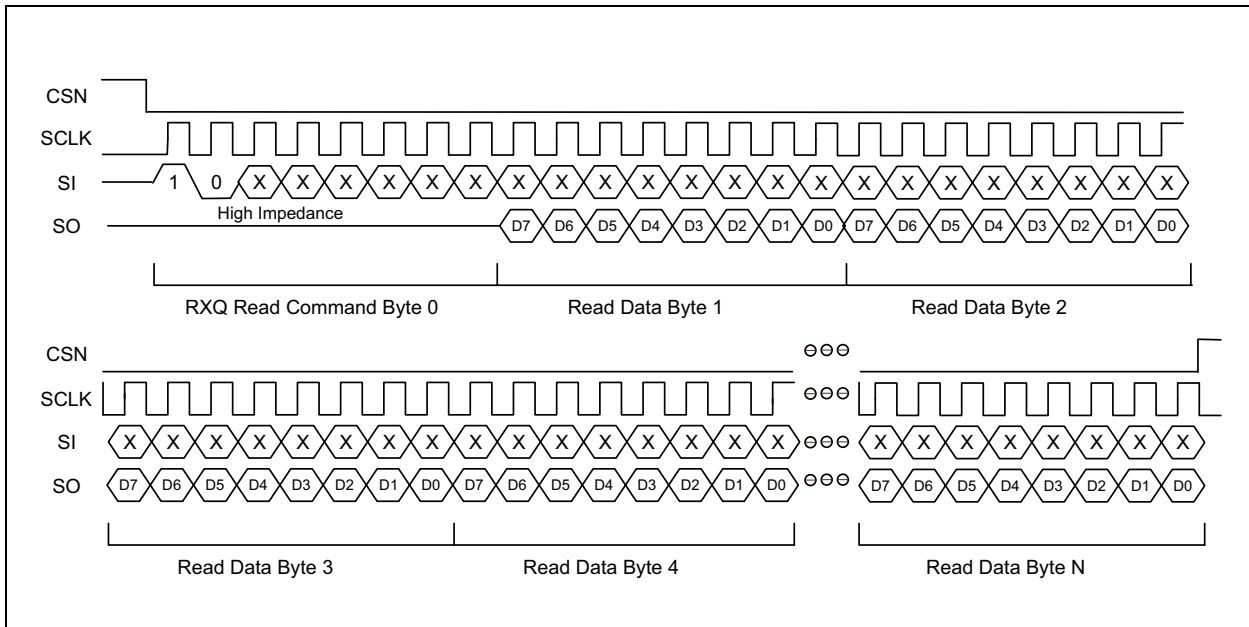 CSN
SCLK
SI 1 0 X X X X X X X X X X X X X X X X X X X X X X
High Impedance
SO D7 D6 D5 D4 D3 D2 D1 D0 D7 D6 D5 D4 D3 D2 D1 D0
RXQ Read Command Byte 0 Read Data Byte 1 Read Data Byte 2
CSN
SCLK
SI X X X X X X X X X X X X X X X X X X X X X X X X
SO D7 D6 D5 D4 D3 D2 D1 D0 D7 D6 D5 D4 D3 D2 D1 D0 D7 D6 D5 D4 D3 D2 D1 D0
Read Data Byte 3 Read Data Byte 4 Read Data Byte N